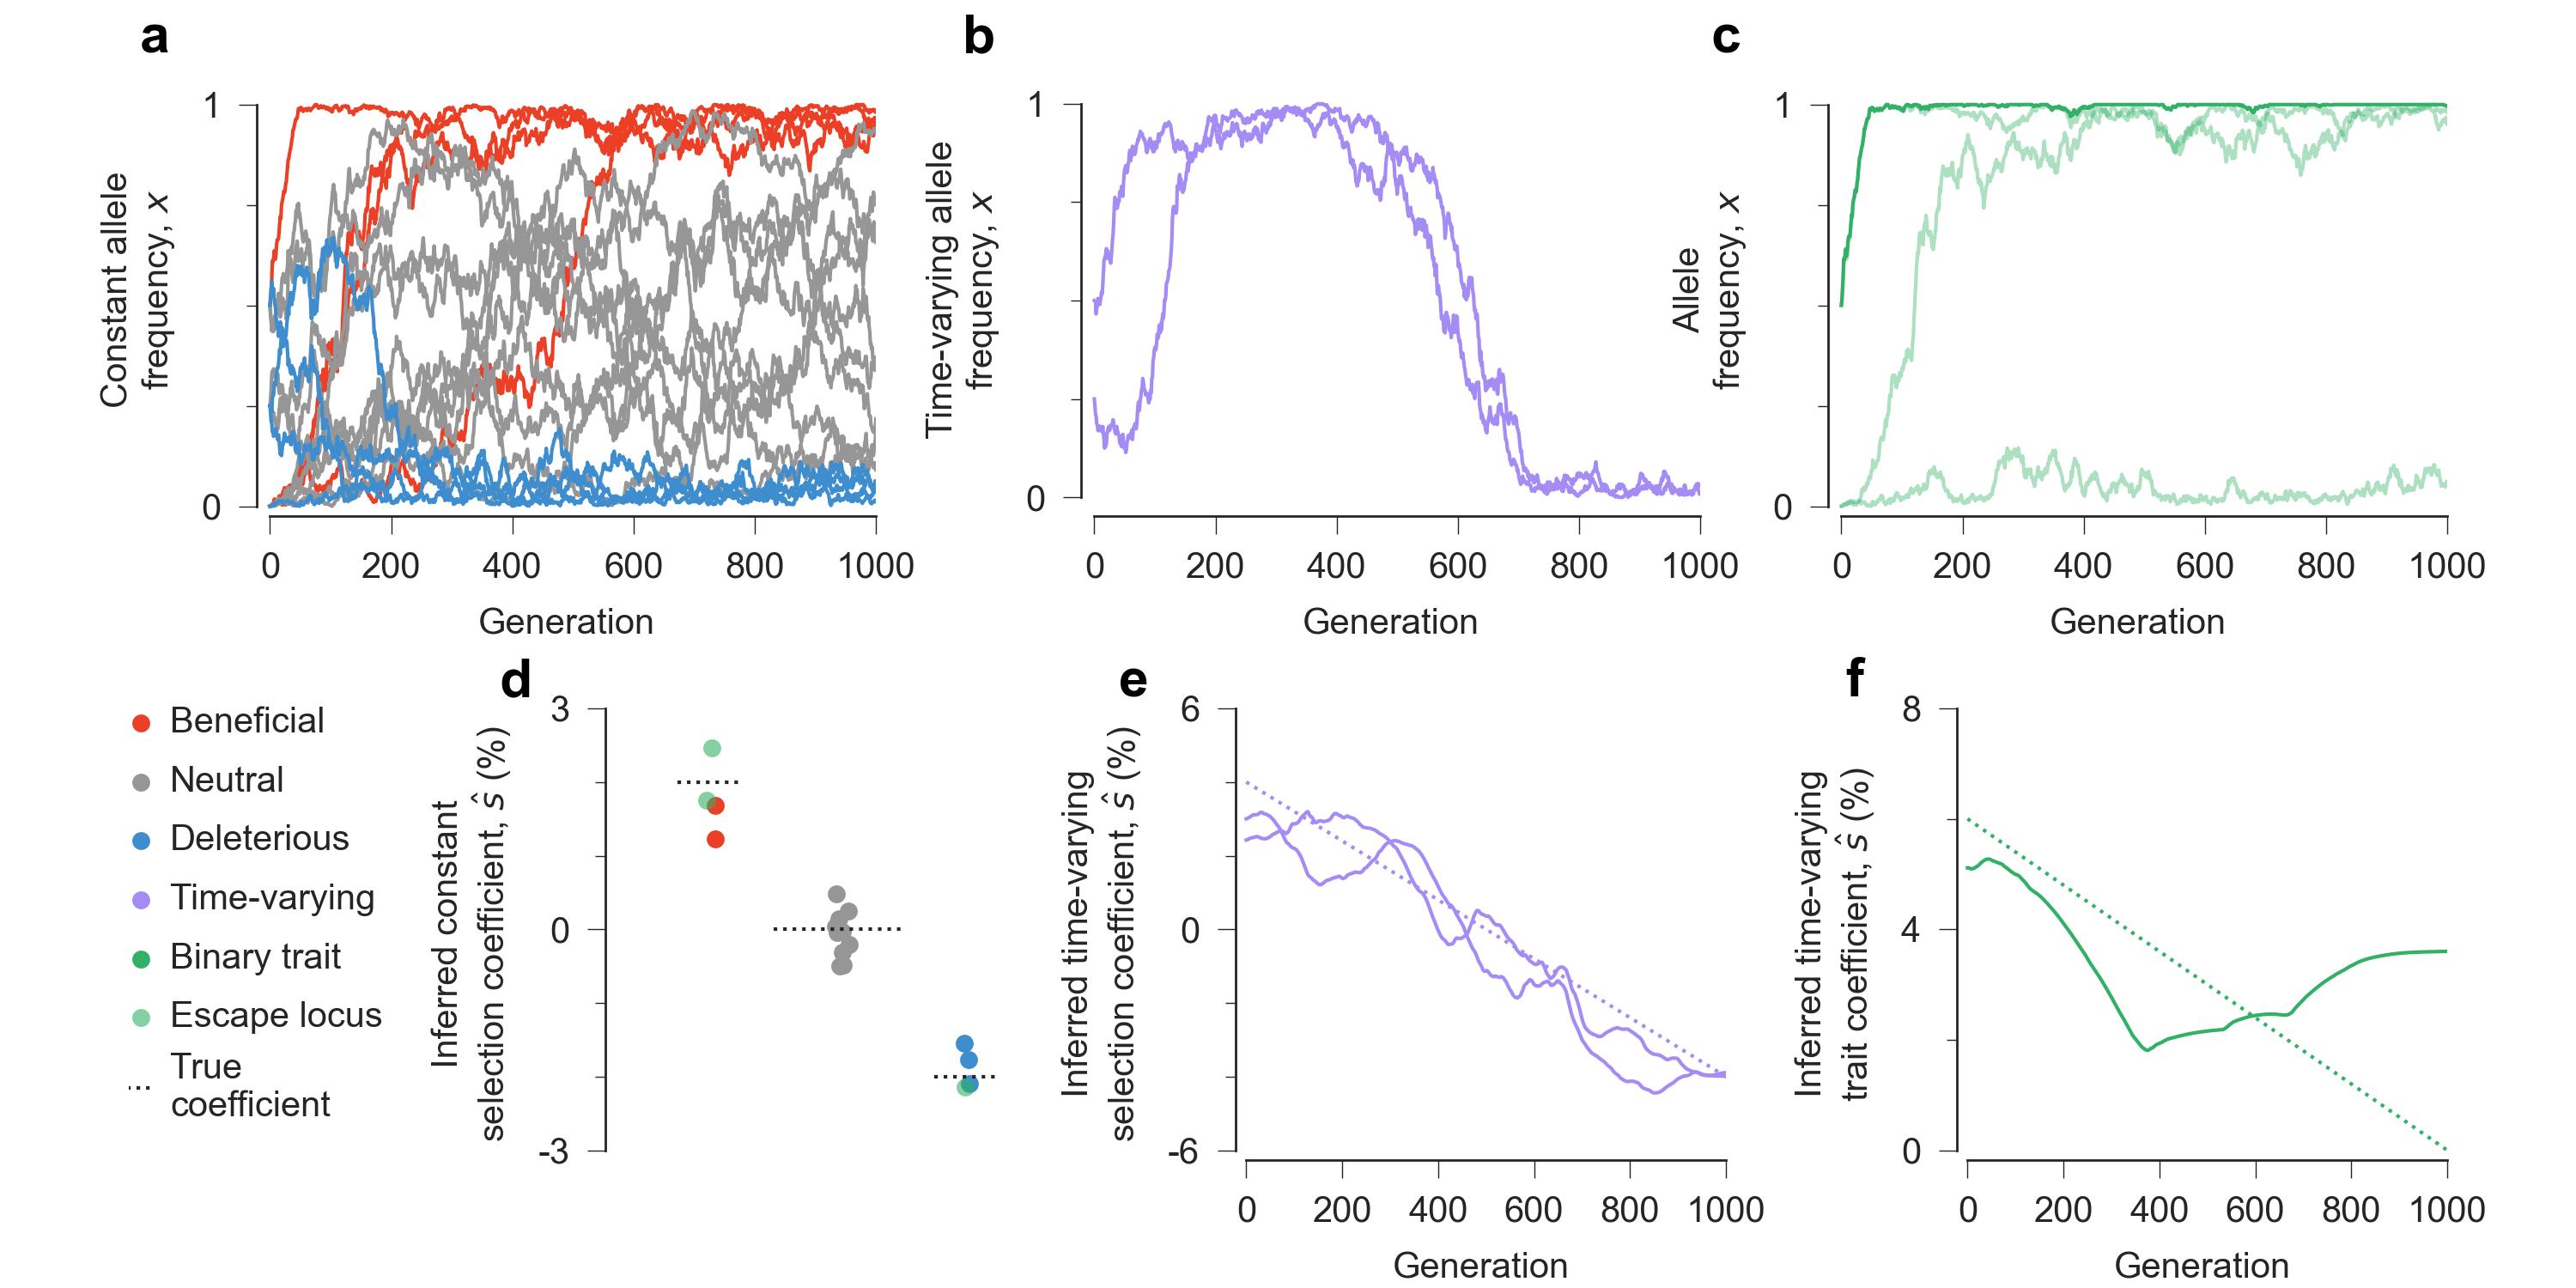 a
1
0
Constant allele
frequency, x
0 200 400 600 800 1000
Generation
b
1
0
Time-varying allele
frequency, x
0 200 400 600 800 1000
Generation
c
1
0
Allele
frequency, x
0 200 400 600 800 1000
Generation
Beneficial
Neutral
Deleterious
Time-varying
Binary trait
Escape locus
True
coefficient
d
3
0
-3
Inferred constant
selection coefficient, ŝ (%)
e
6
0
-6
Inferred time-varying
selection coefficient, ŝ (%)
0 200 400 600 800 1000
Generation
f
8
4
0
Inferred time-varying
trait coefficient, ŝ (%)
0 200 400 600 800 1000
Generation